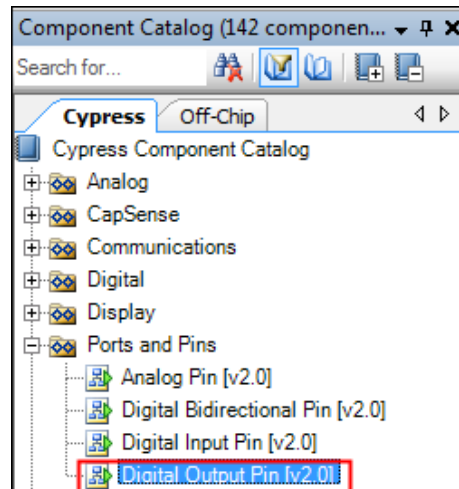 Component Catalog (142 componen...
Search for...
Cypress Off-Chip
Cypress Component Catalog
Analog
CapSense
Communications
Digital
Display
Ports and Pins
Analog Pin [v2.0]
Digital Bidirectional Pin [v2.0]
Digital Input Pin [v2.0]
Digital Output Pin [v2.0]